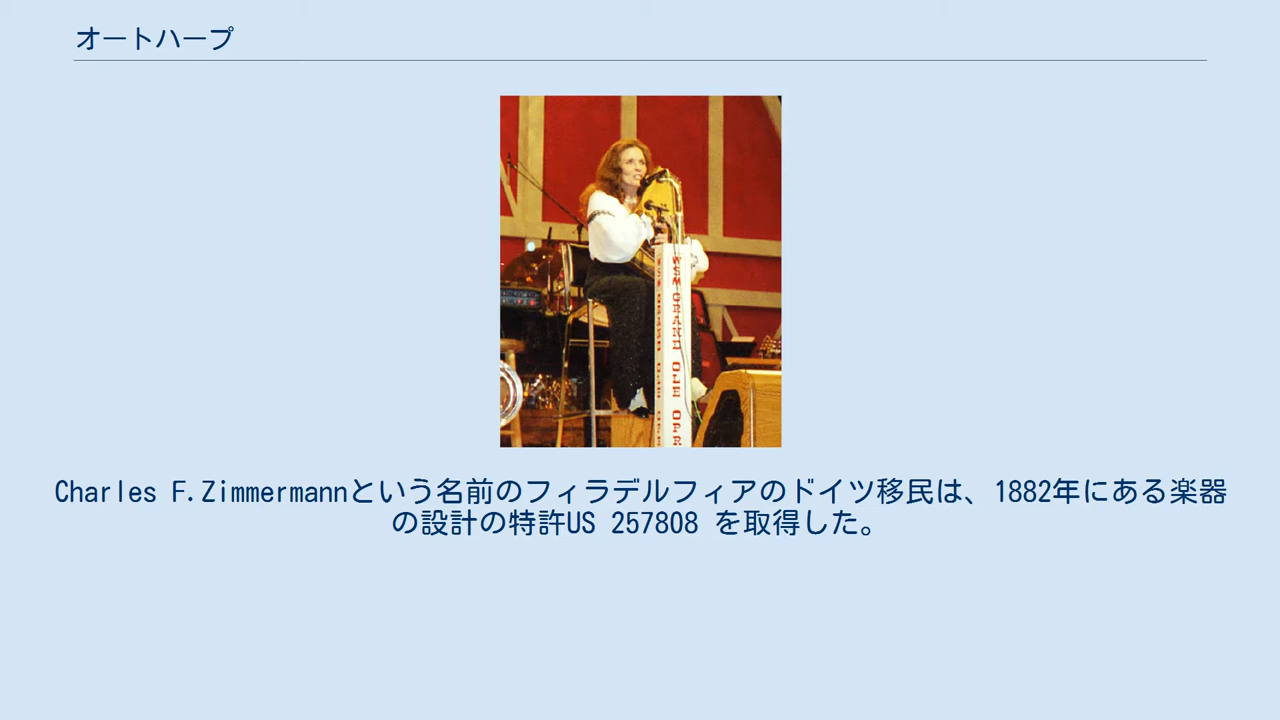 オートハープ
WSM GRAND OLE OPR
Charles F.Zimmermannという名前のフィラデルフィアのドイツ移民は、1882年にある楽器
の設計の特許US 257808 を取得した。